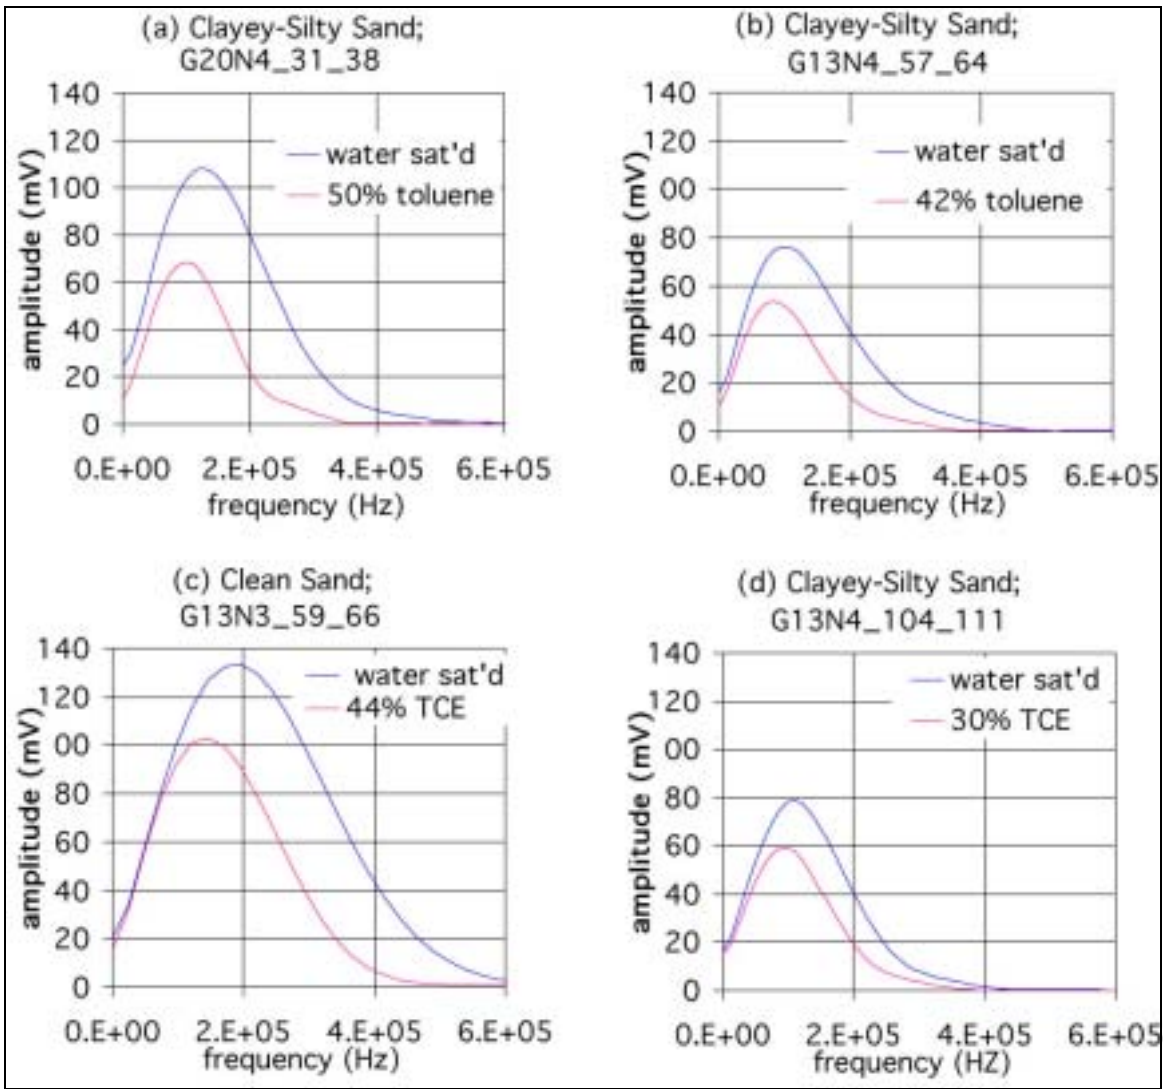 (a) Clayey-Silty Sand;
G20N4_31_38
140
120
100
80
60
40
20
0
amplitude (mV)
water sat'd
50% toluene
0.E+00 2.E+05 4.E+05 6.E+05
frequency (Hz)
(b) Clayey-Silty Sand;
G13N4_57_64
140
120
00
80
60
40
20
0
amplitude (mV)
water sat'd
42% toluene
0.E+00 2.E+05 4.E+05 6.E+05
frequency (Hz)
(c) Clean Sand;
G13N3_59_66
140
120
00
80
60
40
20
0
amplitude (mV)
water sat'd
44% TCE
0.E+00 2.E+05 4.E+05 6.E+05
frequency (Hz)
(d) Clayey-Silty Sand;
G13N4_104_111
140
120
00
80
60
40
20
0
amplitude (mV)
water sat'd
30% TCE
0.E+00 2.E+05 4.E+05 6.E+05
frequency (HZ)